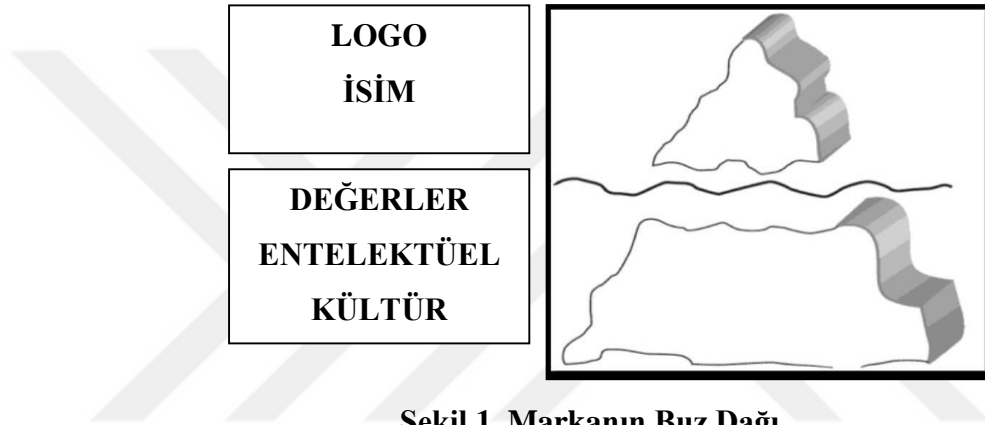 LOGO
İSİM
DEĞERLER
ENTELEKTÜEL
KÜLTÜR
Şekil 1. Markanın Buz Dağı